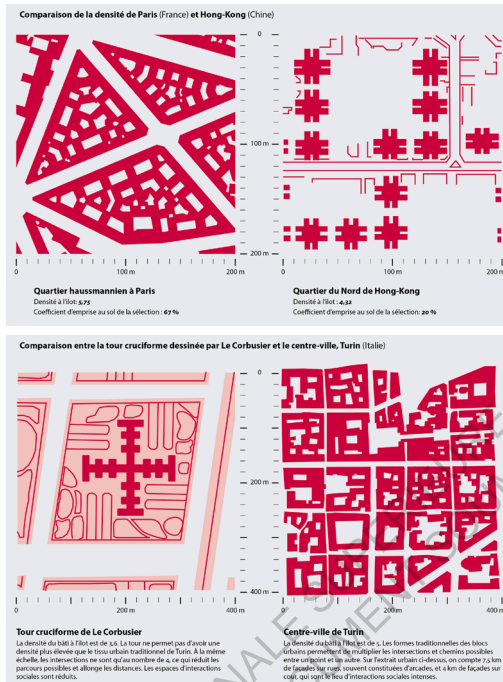 Comparaison de la densité de Paris (France) et Hong-Kong (Chine)
0
100 m
200 m
0 100 m 200 m
0 100 m 200 m
Quartier haussmannien à Paris
Densité à l'îlot: 5,75
Coefficient d'emprise au sol de la sélection: 67 %
Quartier du Nord de Hong-Kong
Densité à l'îlot : 4,32
Coefficient d'emprise au sol de la sélection: 20 %
Comparaison entre la tour cruciforme dessinée par Le Corbusier et le centre-ville, Turin (Italie)
0
200 m
400 m
0 200 m 400 m
0 200 m 400 m
Tour cruciforme de Le Corbusier
La densité du bâti à l'îlot est de 3,6. La tour ne permet pas d'avoir une
densité plus élevée que le tissu urbain traditionnel de Turin. À la même
échelle, les intersections ne sont qu'au nombre de 4, ce qui réduit les
parcours possibles et allonge les distances. Les espaces d'interactions
sociales sont réduits.
Centre-ville de Turin
La densité du bâti à l'îlot est de 5. Les formes traditionnelles des blocs
urbains permettent de multiplier les intersections et chemins possibles
entre un point et un autre. Sur l'extrait urbain ci-dessus, on compte 7,5 km
de façades sur rue, souvent constituées d'arcades, et 4 km de façades sur
cour, qui sont le lieu d'interactions sociales intenses.